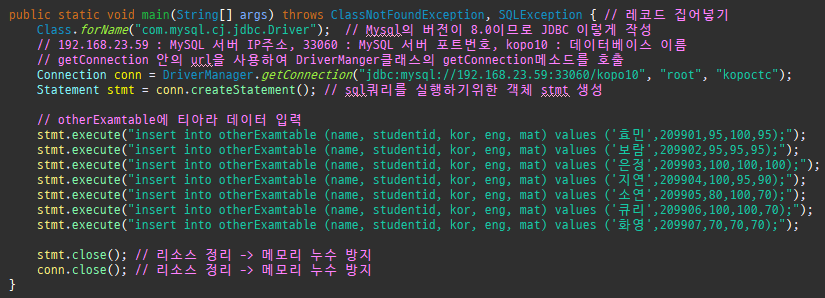 public static void main(String[] args) throws ClassNotFoundException, SQLException { // 레코드 집어넣기
Class.forName("com.mysql.cj.jdbc.Driver"); // Mysql의 버전이 8.0이므로 JDBC 이렇게 작성
// 192.168.23.59 : MySQL 서버 IP주소, 33060 : MySQL 서버 포트번호, kopo10 : 데이터베이스 이름
// getConnection 안의 url을 사용하여 DriverManger클래스의 getConnection메소드를 호출
Connection conn = DriverManager.getConnection("jdbc:mysql://192.168.23.59:33060/kopo10", "root", "kopoctc");
Statement stmt = conn.createStatement(); // sql쿼리를 실행하기위한 객체 stmt 생성
// otherExamtable에 티아라 데이터 입력
stmt.execute("insert into otherExamtable (name, studentid, kor, eng, mat) values ('효민',209901,95,100,95);");
stmt.execute("insert into otherExamtable (name, studentid, kor, eng, mat) values ('보람',209902,95,95,95);");
stmt.execute("insert into otherExamtable (name, studentid, kor, eng, mat) values ('은정',209903,100,100,100);");
stmt.execute("insert into otherExamtable (name, studentid, kor, eng, mat) values ('지연',209904,100,95,90);");
stmt.execute("insert into otherExamtable (name, studentid, kor, eng, mat) values ('소연',209905,80,100,70);");
stmt.execute("insert into otherExamtable (name, studentid, kor, eng, mat) values ('큐리',209906,100,100,70);");
stmt.execute("insert into otherExamtable (name, studentid, kor, eng, mat) values ('화영',209907,70,70,70);");
stmt.close(); // 리소스 정리 -> 메모리 누수 방지
conn.close(); // 리소스 정리 -> 메모리 누수 방지
}